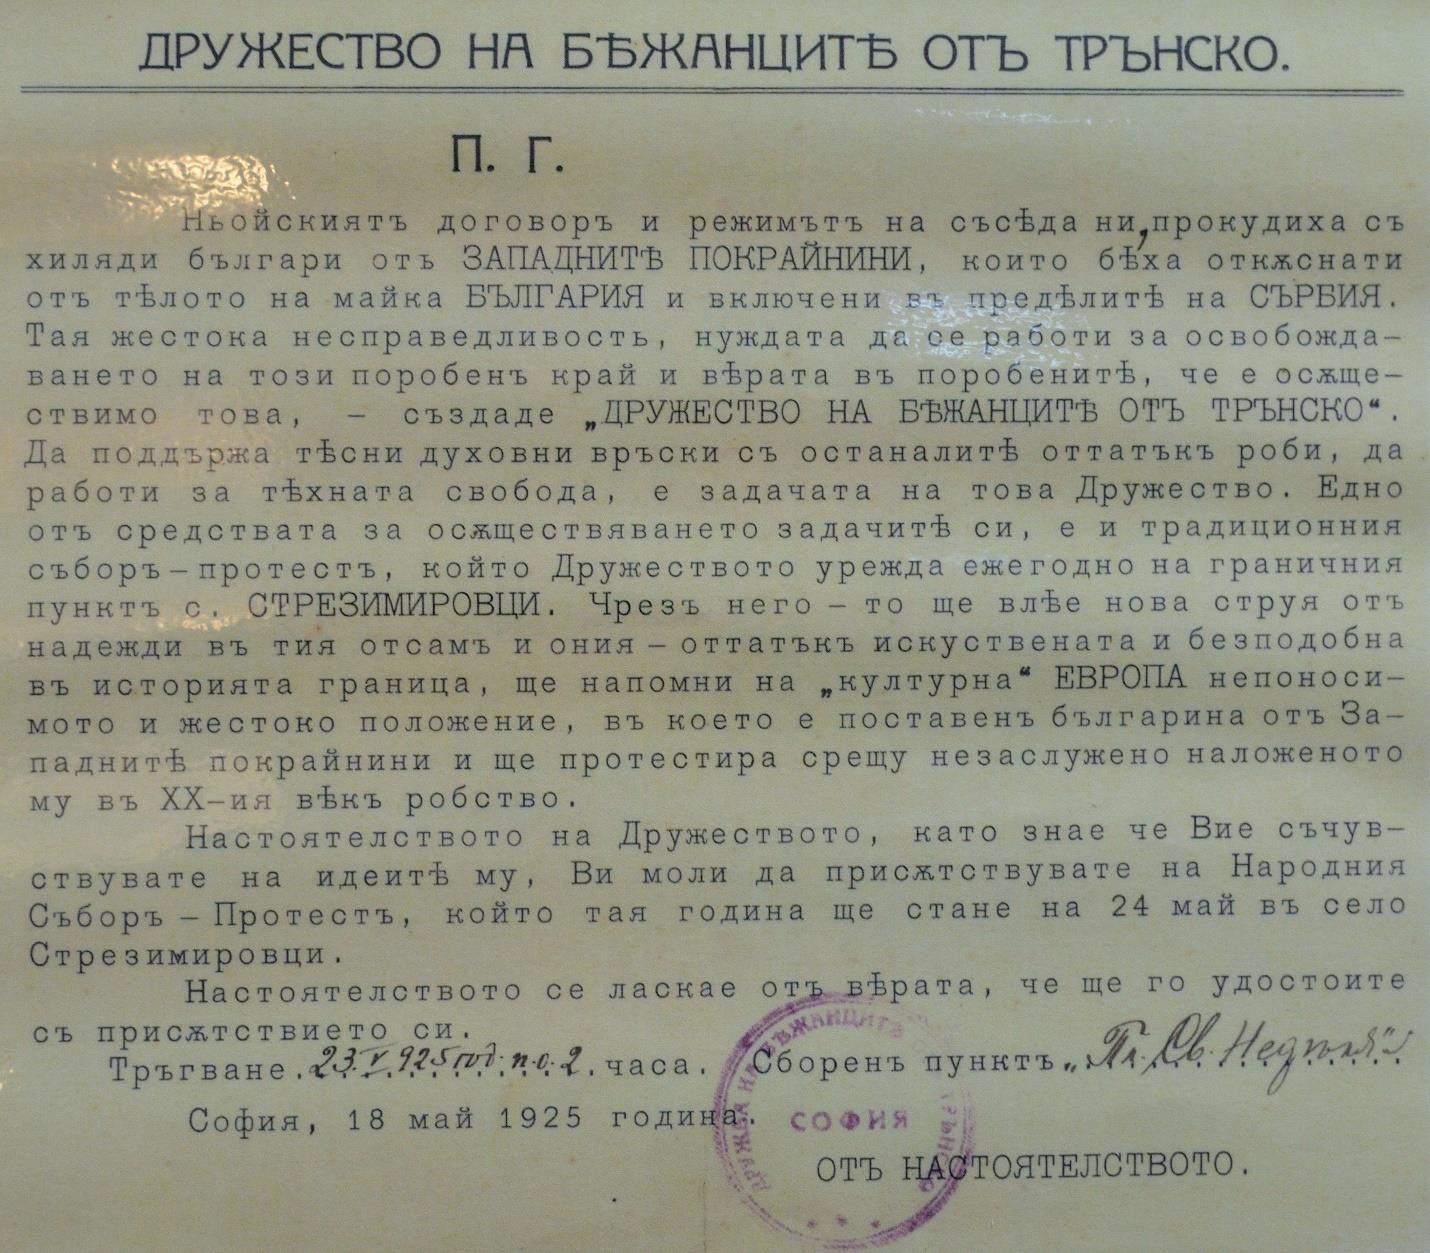 ДРУЖЕСТВО НА БѢЖАНЦИТѢ ОТЪ ТРЪНСКО.
П. Г.
Ньойскиятъ договоръ и режимътъ на съсѣда ни, прокудиха съ
хиляди българи отъ ЗАПАДНИТѢ ПОКРАЙНИНИ, които бѣха откѫснати
отъ тѣлото на майка БЪЛГАРИЯ и включени въ предѣлитѣ на СЪРБИЯ.
Тая жестока несправедливость, нуждата да се работи за освобожда-
ването на този поробенъ край и вѣрата въ поробенитѣ, че е осѫще-
ствимо това, - създаде „ДРУЖЕСТВО НА БѢЖАНЦИТѢ ОТЪ ТРЪНСКО“.
Да поддържа тѣсни духовни връски съ останалитѣ оттатъкъ роби, да
работи за тѣхната свобода, е задачата на това Дружество. Едно
отъ средствата за осѫществяването задачитѣ си, е и традиционния
съборъ-протестъ, който Дружеството урежда ежегодно на граничния
пунктъ с. СТРЕЗИМИРОВЦИ. Чрезъ него-то ще влѣе нова струя отъ
надежди въ тия отсамъ и ония-оттатъкъ искуствената и безподобна
въ историята граница, ще напомни на „културна“ ЕВРОПА непоноси-
мото и жестоко положение, въ което е поставенъ българина отъ За-
паднитѣ покрайнини и ще протестира срещу незаслужено наложеното
му въ XX-ия вѣкъ робство.
Настоятелството на Дружеството, като знае че Вие съчув-
ствувате на идеитѣ му, Ви моли да присѫтствувате на Народния
Съборъ-Протестъ, който тая година ще стане на 24 май въ село
Стрезимировци.
Настоятелството се ласкае отъ вѣрата, че ще го удостоите
съ присѫтствието си.
Тръгване 23.V.925 год. п.о. 2 часа. Сборенъ пунктъ „Пл. Св. Недѣля“
София, 18 май 1925 година.
СОФИЯ
ОТЪ НАСТОЯТЕЛСТВОТО.